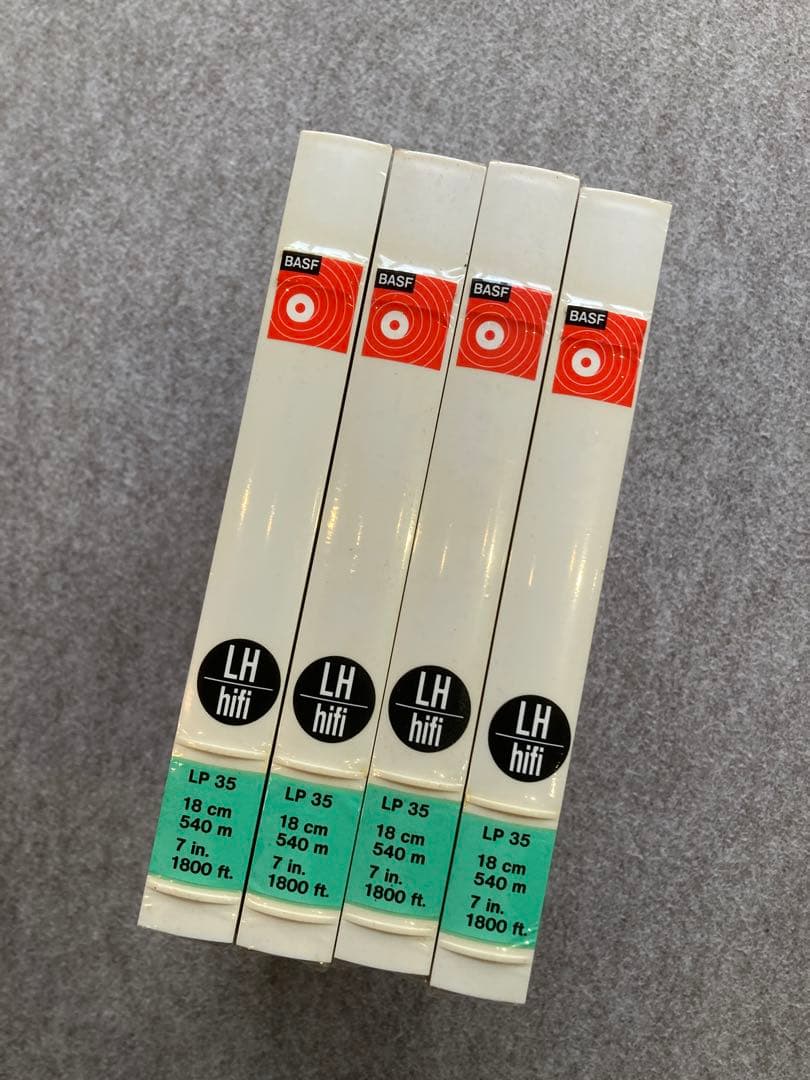 BASF
LH
hifi
LP 35
18 cm
540 m
7 in.
1800 ft.
BASF
LH
hifi
LP 35
18 cm
540 m
7 in.
1800 ft.
BASF
LH
hifi
LP 35
18 cm
540 m
7 in.
1800 ft.
BASF
LH
hifi
LP 35
18 cm
540 m
7 in.
1800 ft.